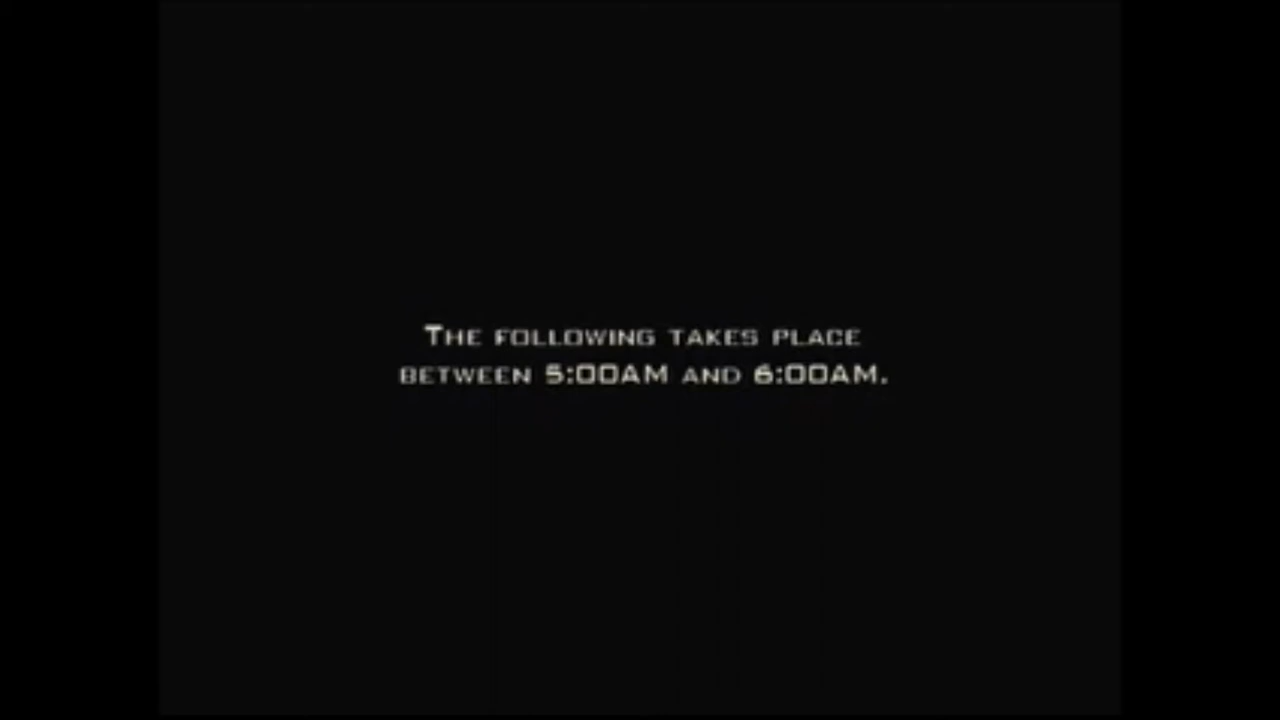 The following takes place
between 5:00AM and 6:00AM.